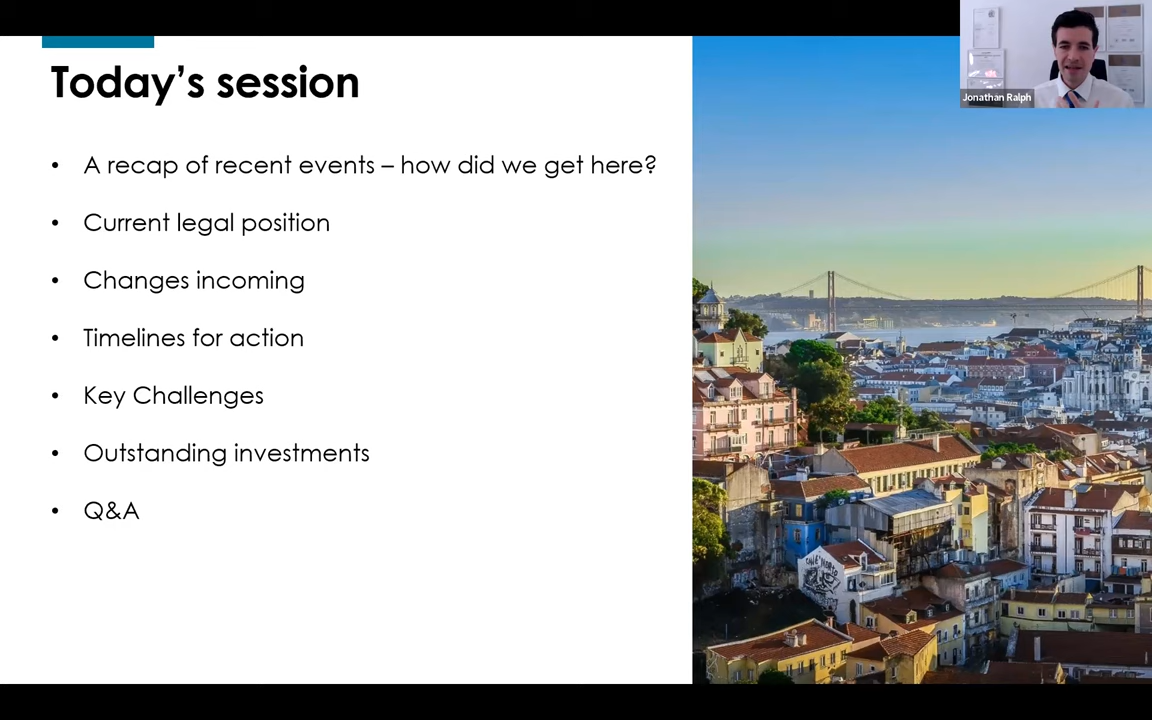 Today’s session
• A recap of recent events – how did we get here?
• Current legal position
• Changes incoming
• Timelines for action
• Key Challenges
• Outstanding investments
• Q&A
Jonathan Ralph